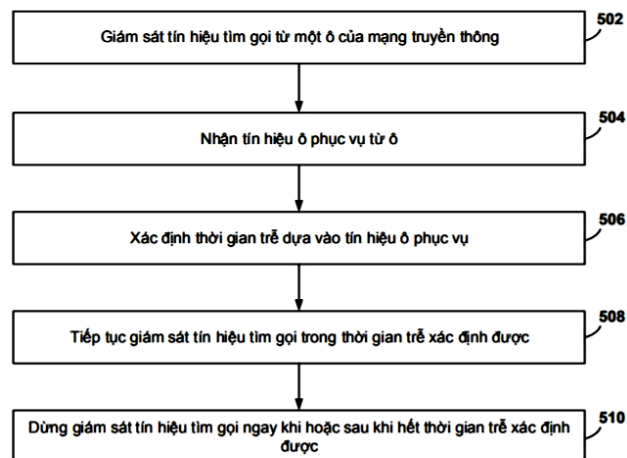 502
Giám sát tín hiệu tìm gọi từ một ô của mạng truyền thông
504
Nhận tín hiệu ô phục vụ từ ô
506
Xác định thời gian trễ dựa vào tín hiệu ô phục vụ
508
Tiếp tục giám sát tín hiệu tìm gọi trong thời gian trễ xác định được
510
Dừng giám sát tín hiệu tìm gọi ngay khi hoặc sau khi hết thời gian trễ xác định
được